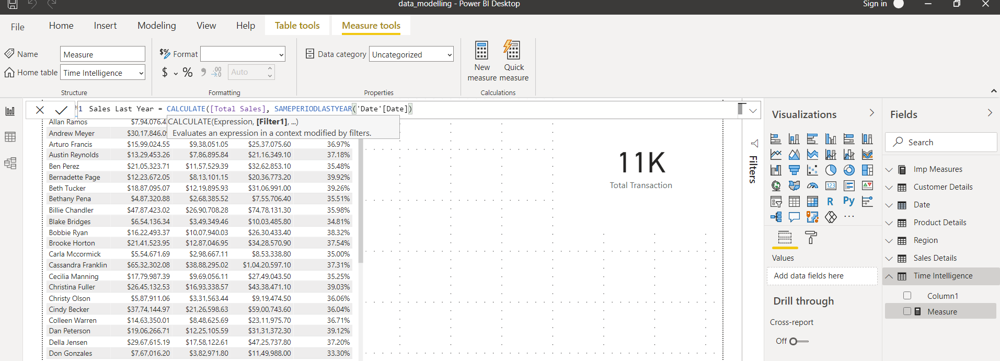 data_modelling - Power BI Desktop
Sign in
File
Home
Insert
Modeling
View
Help
Table tools
Measure tools
Name
Measure
Home table
Time Intelligence
Structure
$% Format
$ % 9 .00 →.0
Auto
Formatting
Data category
Uncategorized
Properties
New measure
Quick measure
Calculations
1 Sales Last Year = CALCULATE([Total Sales], SAMEPERIODLASTYEAR('Date'[Date])
CALCULATE(Expression, [Filter1], ...)
Evaluates an expression in a context modified by filters.
Allan Ramos $7,94,076.4
Andrew Meyer $30,17,846.0
Arturo Francis $15,99,024.55 $9,38,051.05 $25,37,075.60 36.97%
Austin Reynolds $13,29,453.26 $7,86,895.84 $21,16,349.10 37.18%
Ben Perez $21,05,323.71 $11,57,529.39 $32,62,853.10 35.48%
Bernadette Page $12,23,672.05 $8,13,101.15 $20,36,773.20 39.92%
Beth Tucker $18,87,095.07 $12,19,895.93 $31,06,991.00 39.26%
Bethany Pena $4,87,320.88 $2,68,385.52 $7,55,706.40 35.51%
Billie Chandler $47,87,423.02 $26,90,708.28 $74,78,131.30 35.98%
Blake Bridges $6,54,136.34 $3,49,349.46 $10,03,485.80 34.81%
Bobbie Ryan $16,22,493.37 $10,07,940.03 $26,30,433.40 38.32%
Brooke Horton $21,41,523.95 $12,87,046.95 $34,28,570.90 37.54%
Carla Mccormick $5,54,671.69 $2,98,667.11 $8,53,338.80 35.00%
Cassandra Franklin $65,32,302.08 $38,88,295.02 $1,04,20,597.10 37.31%
Cecilia Manning $17,79,987.39 $9,69,056.11 $27,49,043.50 35.25%
Christina Fuller $26,45,132.53 $16,93,338.57 $43,38,471.10 39.03%
Christy Olson $5,87,911.06 $3,31,563.44 $9,19,474.50 36.06%
Cindy Becker $37,74,144.97 $21,26,598.63 $59,00,743.60 36.04%
Colleen Warren $14,63,350.01 $8,48,625.69 $23,11,975.70 36.71%
Dan Peterson $19,06,266.71 $12,25,105.59 $31,31,372.30 39.12%
Della Jensen $29,67,615.19 $17,58,122.61 $47,25,737.80 37.20%
Don Gonzales $7,67,016.20 $3,82,971.80 $11,49,988.00 33.30%
11K
Total Transaction
Filters
Visualizations
123
R
Py
...
Values
Add data fields here
Drill through
Cross-report
Off
Fields
Search
Imp Measures
Customer Details
Date
Product Details
Region
Sales Details
Time Intelligence
Column1
Measure